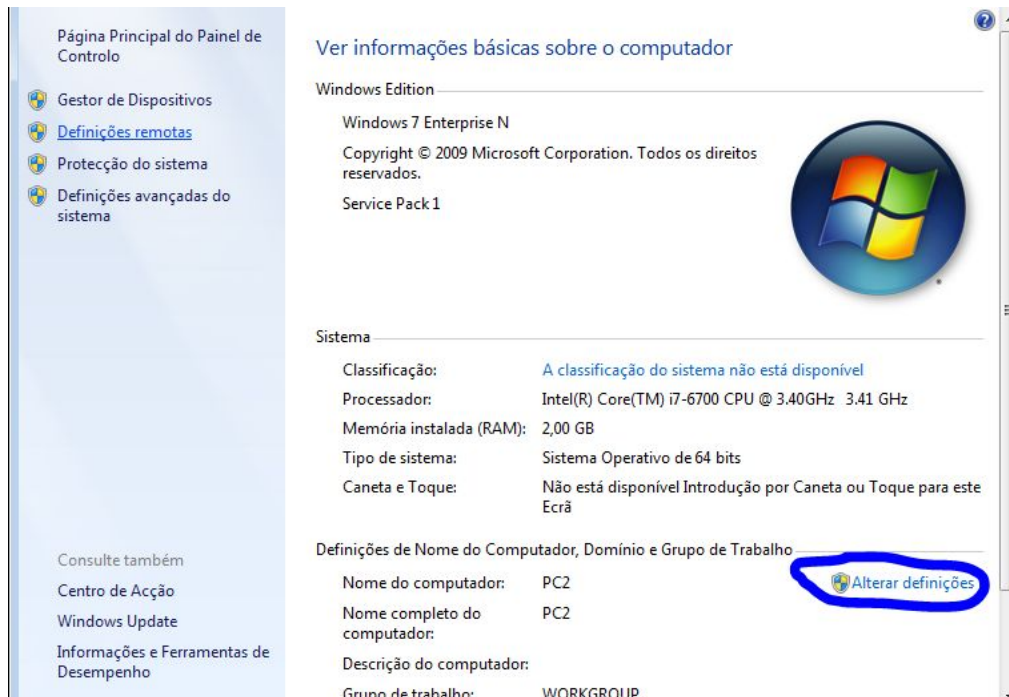 Página Principal do Painel de
Controlo
Gestor de Dispositivos
Definições remotas
Protecção do sistema
Definições avançadas do
sistema
Consulte também
Centro de Acção
Windows Update
Informações e Ferramentas de
Desempenho
Ver informações básicas sobre o computador
Windows Edition
Windows 7 Enterprise N
Copyright © 2009 Microsoft Corporation. Todos os direitos
reservados.
Service Pack 1
Sistema
Classificação: A classificação do sistema não está disponível
Processador: Intel(R) Core(TM) i7-6700 CPU @ 3.40GHz 3.41 GHz
Memória instalada (RAM): 2,00 GB
Tipo de sistema: Sistema Operativo de 64 bits
Caneta e Toque: Não está disponível Introdução por Caneta ou Toque para este
Ecrã
Definições de Nome do Computador, Domínio e Grupo de Trabalho
Nome do computador: PC2 Alterar definições
Nome completo do PC2
computador:
Descrição do computador:
Grupo de trabalho: WORKGROUP